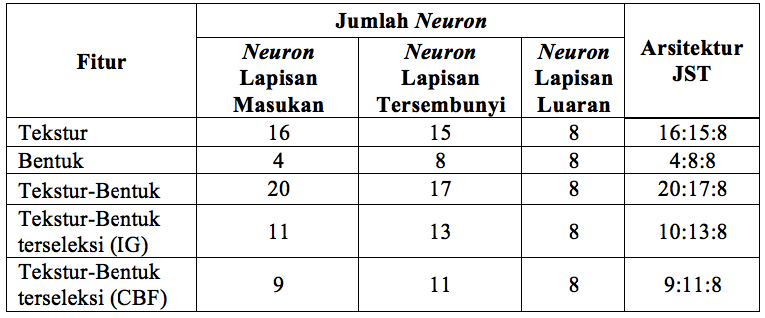 Fitur
Jumlah Neuron
Arsitektur
JST
Neuron
Lapisan
Masukan
Neuron
Lapisan
Tersembunyi
Neuron
Lapisan
Luaran
Tekstur 16 15 8 16:15:8
Bentuk 4 8 8 4:8:8
Tekstur-Bentuk 20 17 8 20:17:8
Tekstur-Bentuk
terseleksi (IG) 11 13 8 10:13:8
Tekstur-Bentuk
terseleksi (CBF) 9 11 8 9:11:8